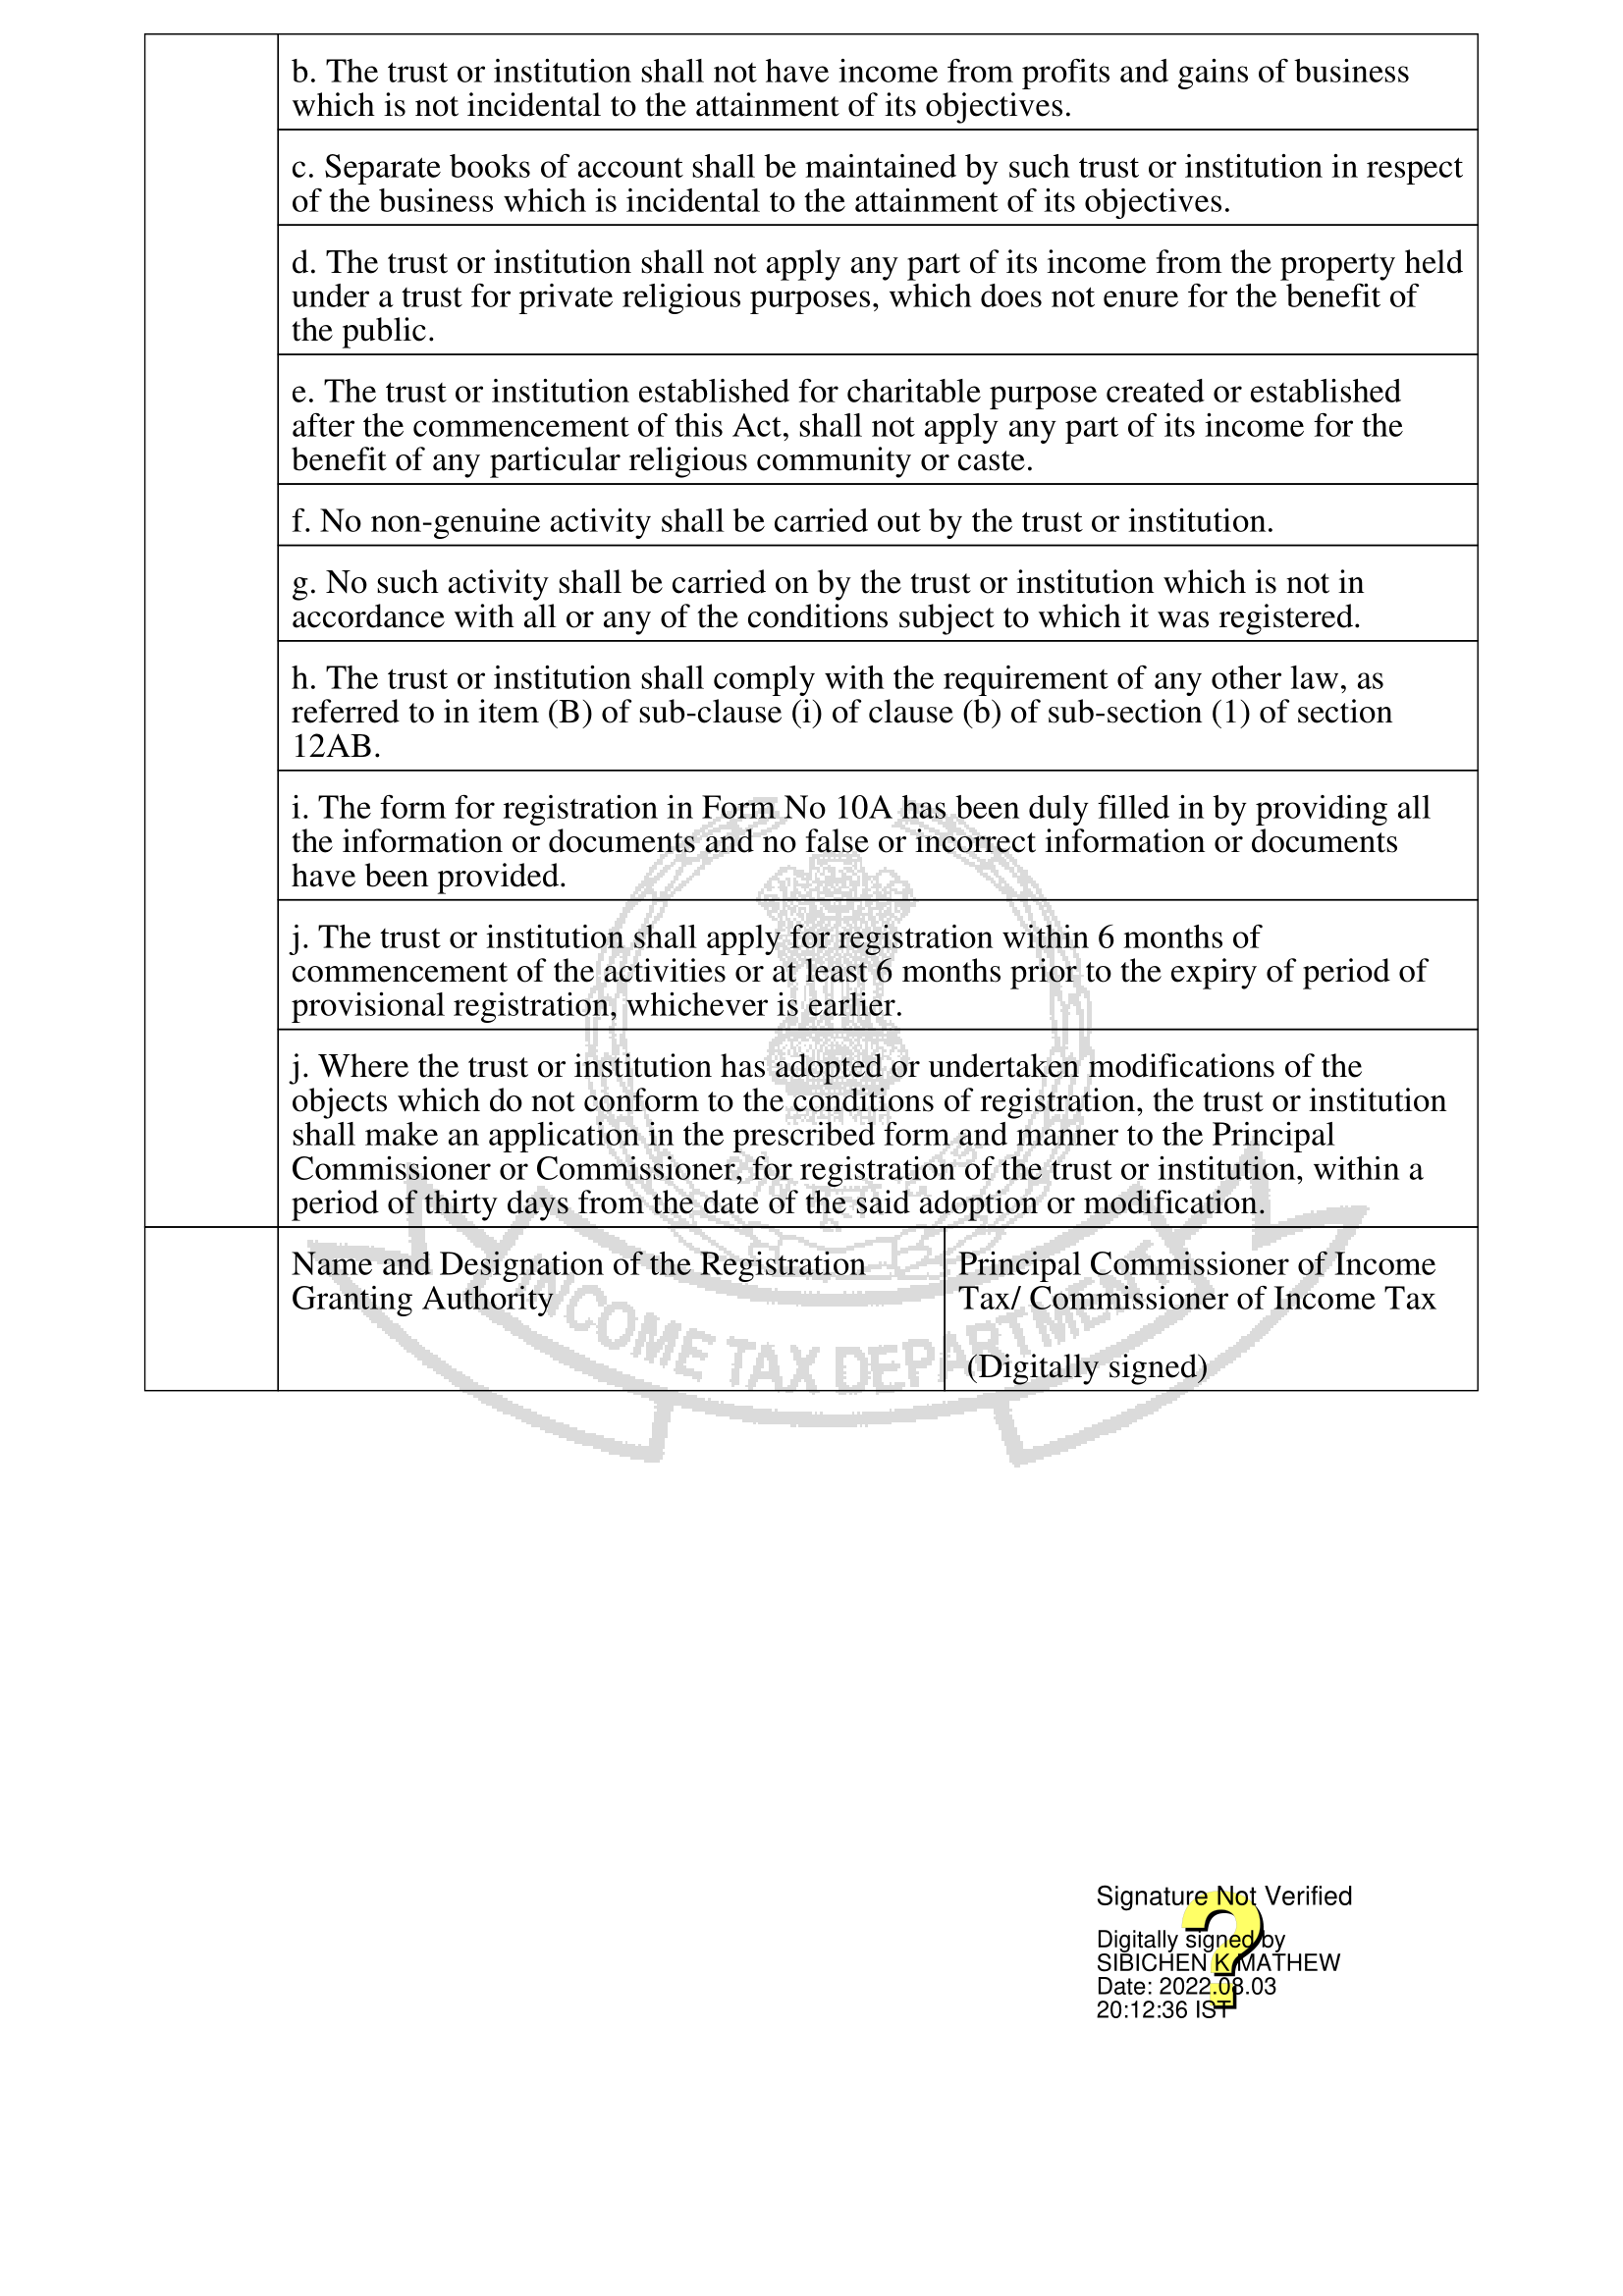 b. The trust or institution shall not have income from profits and gains of business
which is not incidental to the attainment of its objectives.
c. Separate books of account shall be maintained by such trust or institution in respect
of the business which is incidental to the attainment of its objectives.
d. The trust or institution shall not apply any part of its income from the property held
under a trust for private religious purposes, which does not enure for the benefit of
the public.
e. The trust or institution established for charitable purpose created or established
after the commencement of this Act, shall not apply any part of its income for the
benefit of any particular religious community or caste.
f. No non-genuine activity shall be carried out by the trust or institution.
g. No such activity shall be carried on by the trust or institution which is not in
accordance with all or any of the conditions subject to which it was registered.
h. The trust or institution shall comply with the requirement of any other law, as
referred to in item (B) of sub-clause (i) of clause (b) of sub-section (1) of section
12AB.
i. The form for registration in Form No 10A has been duly filled in by providing all
the information or documents and no false or incorrect information or documents
have been provided.
j. The trust or institution shall apply for registration within 6 months of
commencement of the activities or at least 6 months prior to the expiry of period of
provisional registration, whichever is earlier.
j. Where the trust or institution has adopted or undertaken modifications of the
objects which do not conform to the conditions of registration, the trust or institution
shall make an application in the prescribed form and manner to the Principal
Commissioner or Commissioner, for registration of the trust or institution, within a
period of thirty days from the date of the said adoption or modification.
Name and Designation of the Registration
Granting Authority
Principal Commissioner of Income
Tax/ Commissioner of Income Tax
(Digitally signed)
INCOME TAX DEPARTMENT
Signature Not Verified
Digitally signed by
SIBICHEN K MATHEW
Date: 2022.08.03
20:12:36 IST